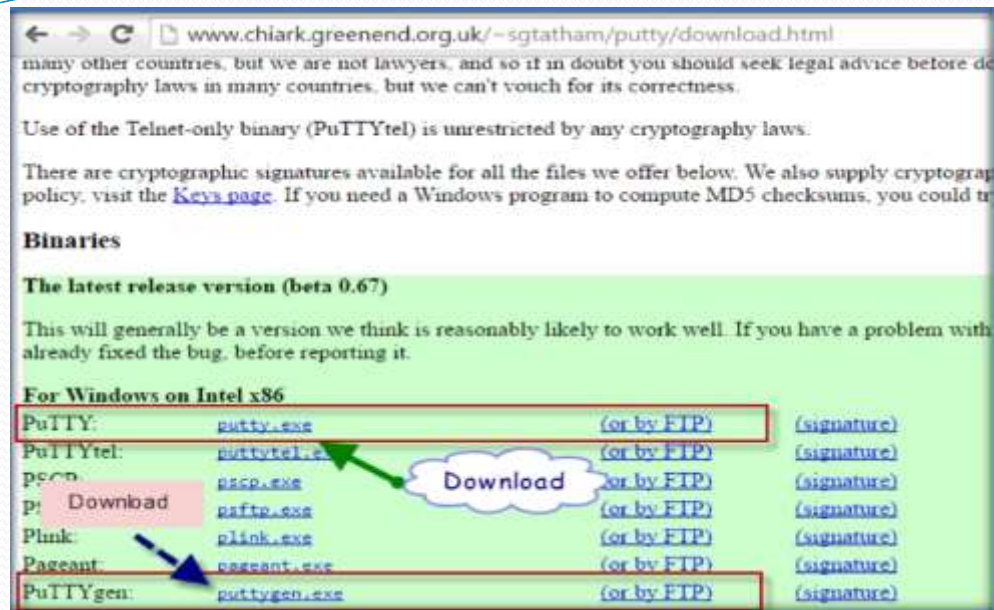 www.chiark.greenend.org.uk/~sgtatham/putty/download.html
many other countries, but we are not lawyers, and so if in doubt you should seek legal advice before do
cryptography laws in many countries, but we can't vouch for its correctness.
Use of the Telnet-only binary (PuTTYtel) is unrestricted by any cryptography laws.
There are cryptographic signatures available for all the files we offer below. We also supply cryptograp
policy, visit the Keys page. If you need a Windows program to compute MD5 checksums, you could tr
Binaries
The latest release version (beta 0.67)
This will generally be a version we think is reasonably likely to work well. If you have a problem with
already fixed the bug, before reporting it.
For Windows on Intel x86
PuTTY: putty.exe (or by FTP) (signature)
PuTTYtel: puttytel.e (or by FTP) (signature)
PSCP: pscp.exe Download (or by FTP) (signature)
Download psftp.exe (or by FTP) (signature)
Plink: plink.exe (or by FTP) (signature)
Pageant: pageant.exe (or by FTP) (signature)
PuTTYgen: puttygen.exe (or by FTP) (signature)